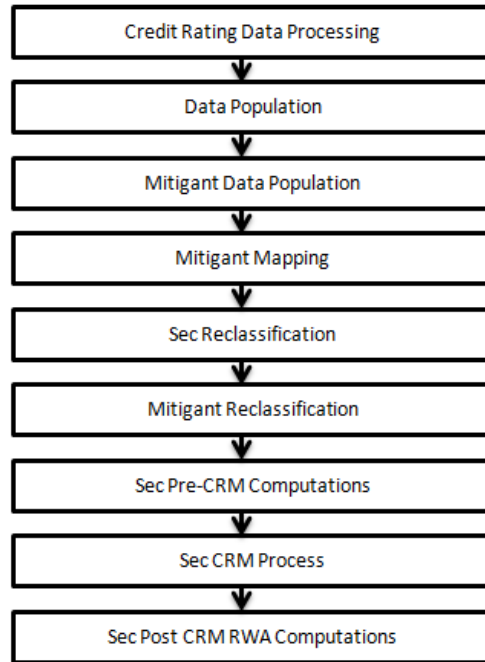 Credit Rating Data Processing
Data Population
Mitigant Data Population
Mitigant Mapping
Sec Reclassification
Mitigant Reclassification
Sec Pre-CRM Computations
Sec CRM Process
Sec Post CRM RWA Computations